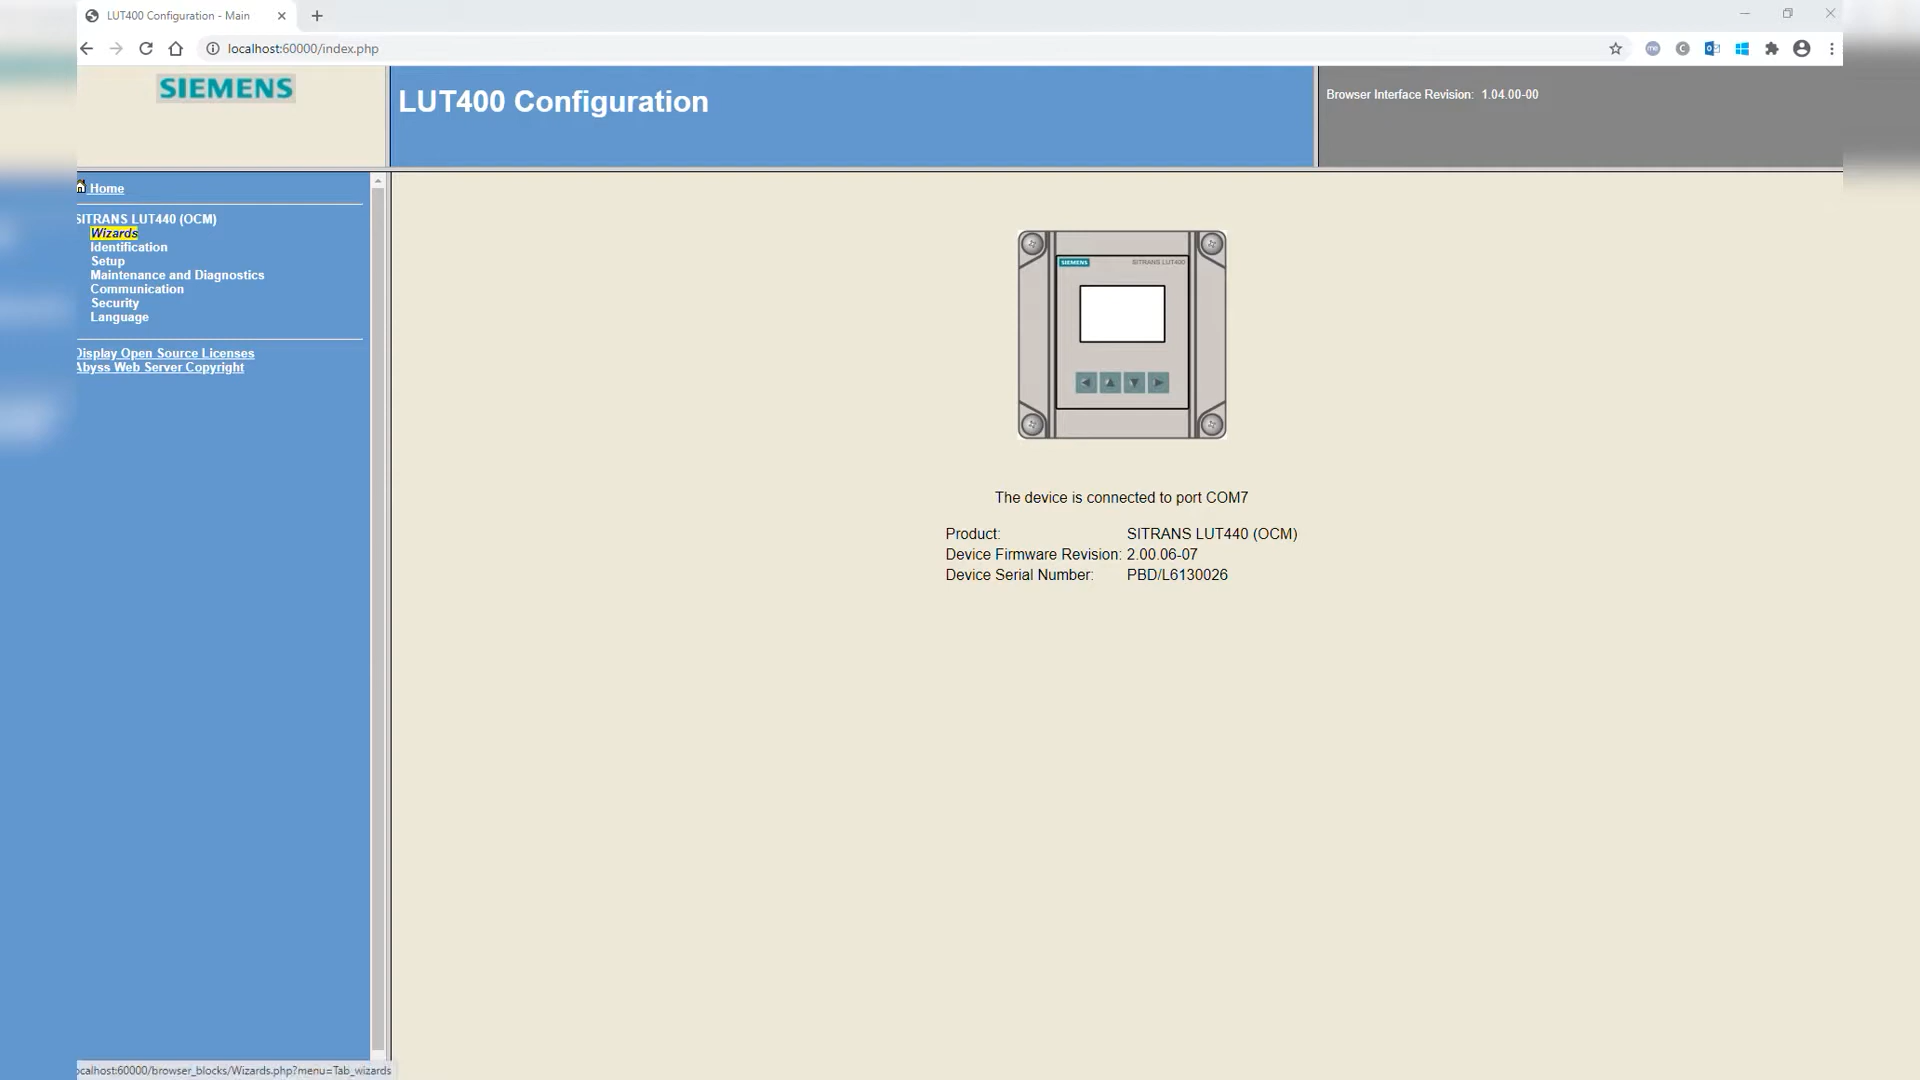 LUT400 Configuration - Main
localhost:60000/index.php
SIEMENS
LUT400 Configuration
Browser Interface Revision: 1.04.00-00
Home
SITRANS LUT440 (OCM)
Wizards
Identification
Setup
Maintenance and Diagnostics
Communication
Security
Language
Display Open Source Licenses
Abyss Web Server Copyright
SIEMENS
SITRANS LUT400
The device is connected to port COM7
Product: SITRANS LUT440 (OCM)
Device Firmware Revision: 2.00.06-07
Device Serial Number: PBD/L6130026
ocalhost:60000/browser_blocks/Wizards.php?menu=Tab_wizards